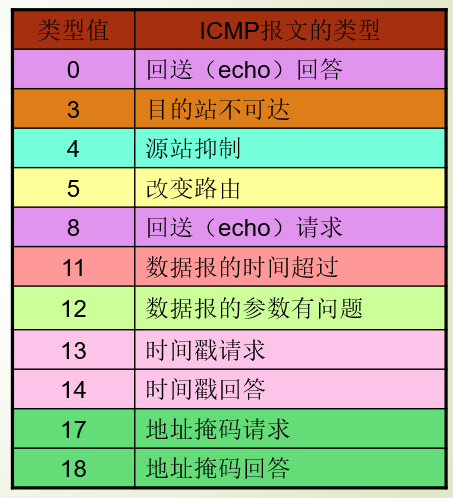 类型值 ICMP报文的类型
0 回送（echo）回答
3 目的站不可达
4 源站抑制
5 改变路由
8 回送（echo）请求
11 数据报的时间超过
12 数据报的参数有问题
13 时间戳请求
14 时间戳回答
17 地址掩码请求
18 地址掩码回答